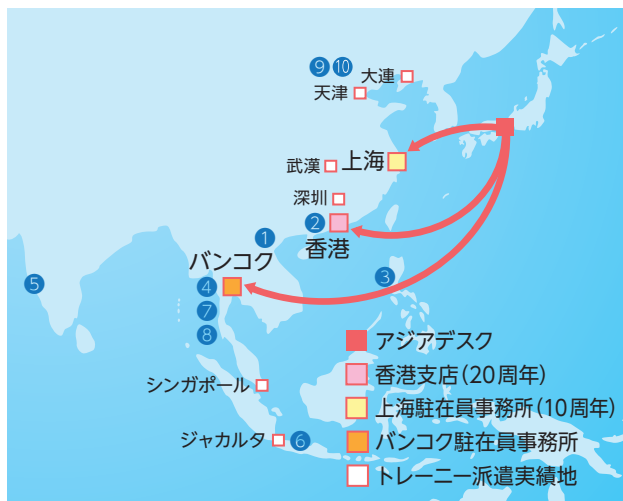 ⑨⑩ 大連
天津
武漢 上海
深圳
②
香港
①
バンコク
④
③
⑤
⑦
⑧
シンガポール
ジャカルタ ⑥
アジアデスク
香港支店(20周年)
上海駐在員事務所(10周年)
バンコク駐在員事務所
トレーニー派遣実績地